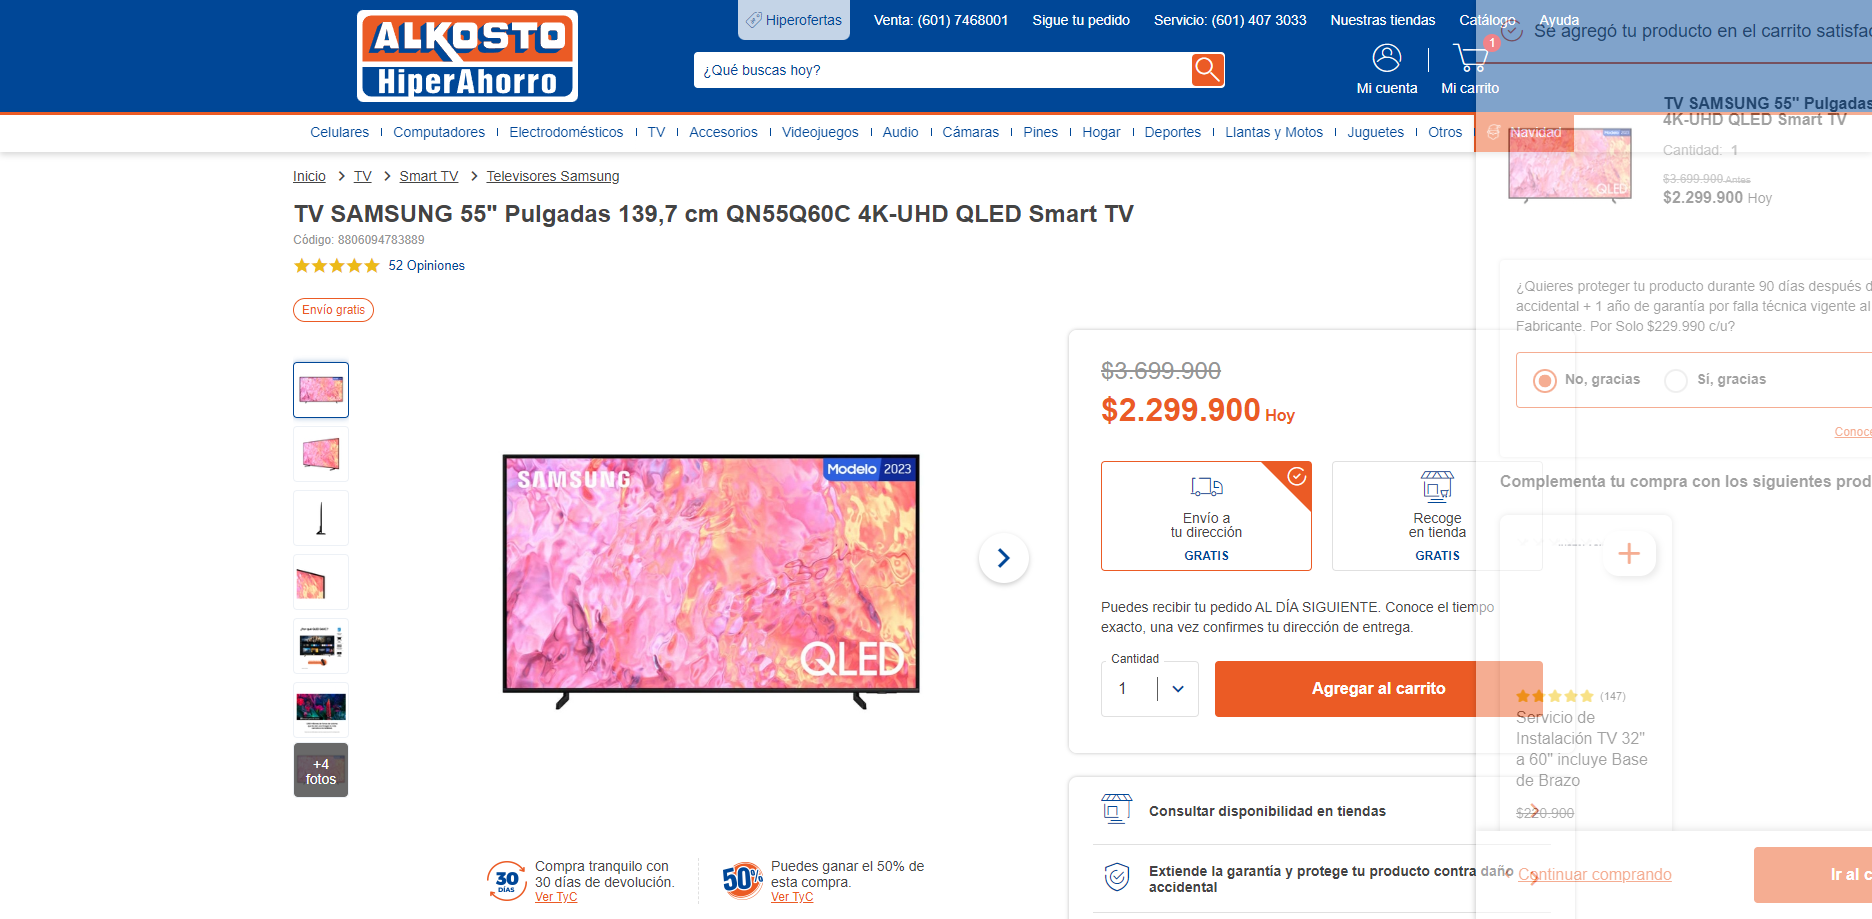 ALKOSTO
HiperAhorro
Hiperofertas
Venta: (601) 7468001
Sigue tu pedido
Servicio: (601) 407 3033
Nuestras tiendas
Catálogo
Ayuda
¿Qué buscas hoy?
Mi cuenta
1
Mi carrito
Se agregó tu producto en el carrito
Celulares
Computadores
Electrodomésticos
TV
Accesorios
Videojuegos
Audio
Cámaras
Pines
Hogar
Deportes
Llantas y Motos
Juguetes
Otros
Navidad
Inicio > TV > Smart TV > Televisores Samsung
TV SAMSUNG 55" Pulgadas 139,7 cm QN55Q60C 4K-UHD QLED Smart TV
Código: 8806094783889
52 Opiniones
Envío gratis
+4
fotos
SAMSUNG
Modelo 2023
QLED
30 DÍAS
Compra tranquilo con
30 días de devolución.
Ver TyC
50%
Puedes ganar el 50% de
esta compra.
Ver TyC
$3.699.900
$2.299.900 Hoy
Envío a
tu dirección
GRATIS
Recoge
en tienda
GRATIS
Puedes recibir tu pedido AL DÍA SIGUIENTE. Conoce el tiempo
exacto, una vez confirmes tu dirección de entrega.
Cantidad
1
Agregar al carrito
Consultar disponibilidad en tiendas
Extiende la garantía y protege tu producto contra daño
accidental
TV SAMSUNG 55" Pulgadas
4K-UHD QLED Smart TV
QLED
Cantidad: 1
$3.699.900 Antes
$2.299.900 Hoy
¿Quieres proteger tu producto durante 90 días después
accidental + 1 año de garantía por falla técnica vigente al
Fabricante. Por Solo $229.990 c/u?
No, gracias
Sí, gracias
Complementa tu compra con los siguientes
(147)
Servicio de
Instalación TV 32"
a 60" incluye Base
de Brazo
Continuar comprando
Ir al